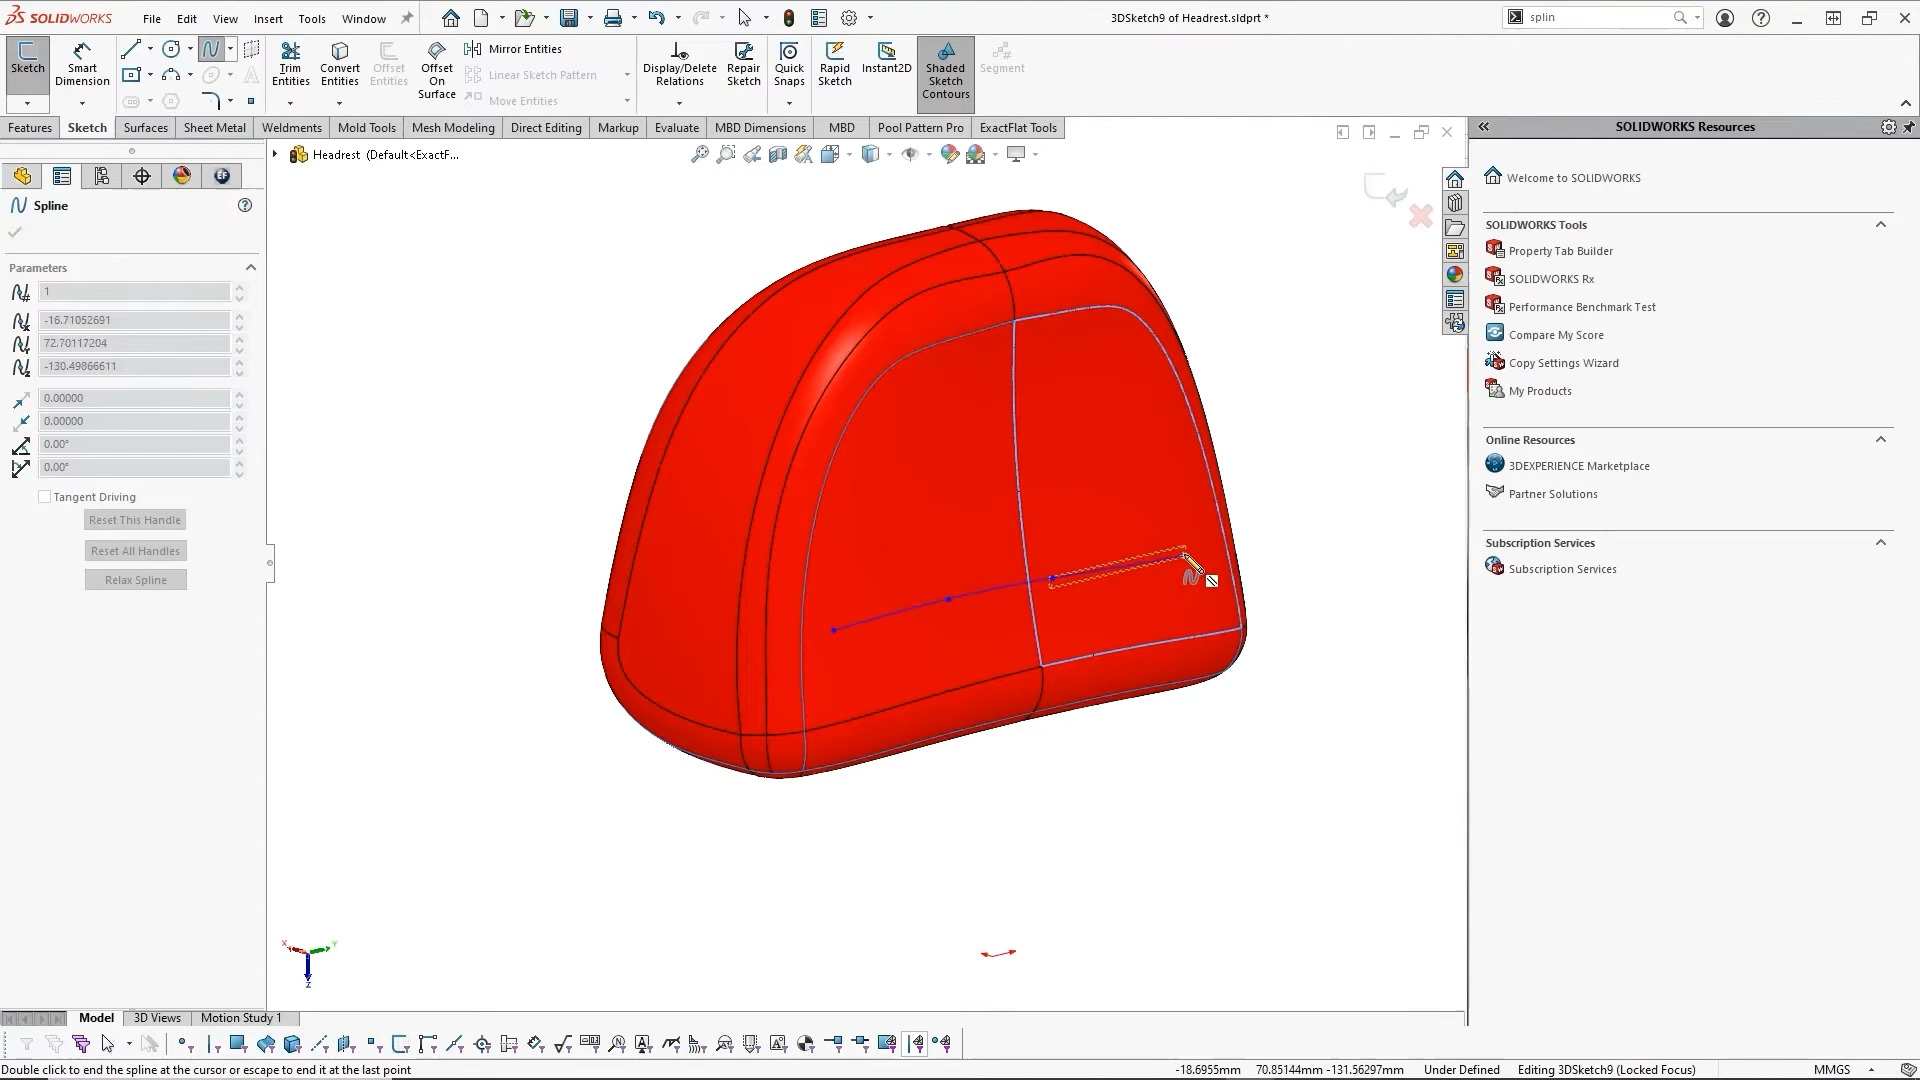 SOLIDWORKS File Edit View Insert Tools Window 3DSketch9 of Headrest.sldprt * splin
Sketch
Smart Dimension
Trim Entities
Convert Entities
Offset Entities
Offset On Surface
Mirror Entities
Linear Sketch Pattern
Move Entities
Display/Delete Relations
Repair Sketch
Quick Snaps
Rapid Sketch
Instant2D
Shaded Sketch Contours
Segment
Features Sketch Surfaces Sheet Metal Weldments Mold Tools Mesh Modeling Direct Editing Markup Evaluate MBD Dimensions MBD Pool Pattern Pro ExactFlat Tools
SOLIDWORKS Resources
Headrest (Default<ExactF...
Spline
Parameters
1
-16.71052691
72.70117204
-130.49866611
0.00000
0.00000
0.00°
0.00°
Tangent Driving
Reset This Handle
Reset All Handles
Relax Spline
Welcome to SOLIDWORKS
SOLIDWORKS Tools
Property Tab Builder
SOLIDWORKS Rx
Performance Benchmark Test
Compare My Score
Copy Settings Wizard
My Products
Online Resources
3DEXPERIENCE Marketplace
Partner Solutions
Subscription Services
Subscription Services
X Y
Z
Model 3D Views Motion Study 1
Double click to end the spline at the cursor or escape to end it at the last point -18.6955mm 70.85144mm -131.56297mm Under Defined Editing 3DSketch9 (Locked Focus) MMGS